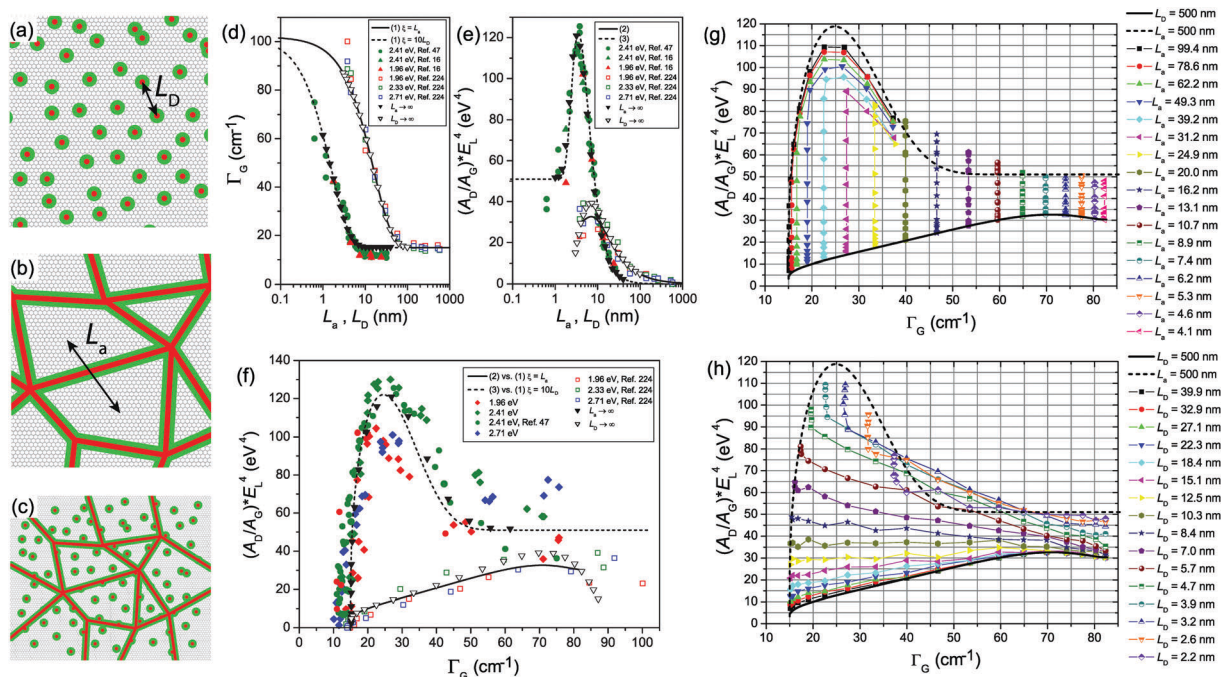 (a)
L_D
(b)
L_a
(c)
(d)
(1) ξ = L_a
(1) ξ = 10L_D
2.41 eV, Ref. 47
2.41 eV, Ref. 16
1.96 eV, Ref. 16
1.96 eV, Ref. 224
2.33 eV, Ref. 224
2.71 eV, Ref. 224
L_a → ∞
L_D → ∞
Γ_G (cm⁻¹)
100
80
60
40
20
0
0.1 1 10 100 1000
L_a , L_D (nm)
(e)
(2)
(3)
2.41 eV, Ref. 47
2.41 eV, Ref. 16
1.96 eV, Ref. 16
1.96 eV, Ref. 224
2.33 eV, Ref. 224
2.71 eV, Ref. 224
L_a → ∞
L_D → ∞
(A_D/A_G)*E_L⁴ (eV⁴)
120
100
80
60
40
20
0
0.1 1 10 100 1000
L_a , L_D (nm)
(f)
(2) vs. (1) ξ = L_a
(3) vs. (1) ξ = 10L_D
1.96 eV
2.41 eV
2.41 eV, Ref. 47
2.71 eV
1.96 eV, Ref. 224
2.33 eV, Ref. 224
2.71 eV, Ref. 224
L_a → ∞
L_D → ∞
(A_D/A_G)*E_L⁴ (eV⁴)
140
120
100
80
60
40
20
0
0 10 20 30 40 50 60 70 80 90 100
Γ_G (cm⁻¹)
(g)
(A_D/A_G)*E_L⁴ (eV⁴)
120
110
100
90
80
70
60
50
40
30
20
10
0
10 20 30 40 50 60 70 80
Γ_G (cm⁻¹)
L_D = 500 nm
L_a = 500 nm
L_a = 99.4 nm
L_a = 78.6 nm
L_a = 62.2 nm
L_a = 49.3 nm
L_a = 39.2 nm
L_a = 31.2 nm
L_a = 24.9 nm
L_a = 20.0 nm
L_a = 16.2 nm
L_a = 13.1 nm
L_a = 10.7 nm
L_a = 8.9 nm
L_a = 7.4 nm
L_a = 6.2 nm
L_a = 5.3 nm
L_a = 4.6 nm
L_a = 4.1 nm
(h)
(A_D/A_G)*E_L⁴ (eV⁴)
120
110
100
90
80
70
60
50
40
30
20
10
0
10 20 30 40 50 60 70 80
Γ_G (cm⁻¹)
L_D = 500 nm
L_a = 500 nm
L_D = 39.9 nm
L_D = 32.9 nm
L_D = 27.1 nm
L_D = 22.3 nm
L_D = 18.4 nm
L_D = 15.1 nm
L_D = 12.5 nm
L_D = 10.3 nm
L_D = 8.4 nm
L_D = 7.0 nm
L_D = 5.7 nm
L_D = 4.7 nm
L_D = 3.9 nm
L_D = 3.2 nm
L_D = 2.6 nm
L_D = 2.2 nm